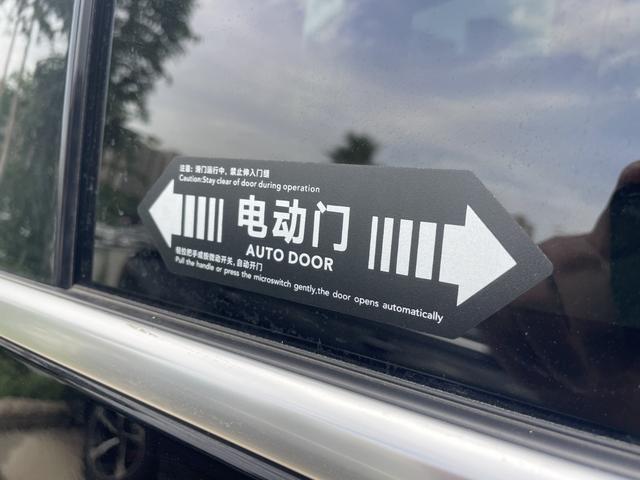 注意：滑门运行中，禁止伸入门缝
Caution:Stay clear of door during operation
电动门
AUTO DOOR
轻拉把手或按微动开关,自动开门
Pull the handle or press the microswitch gently,the door opens automatically